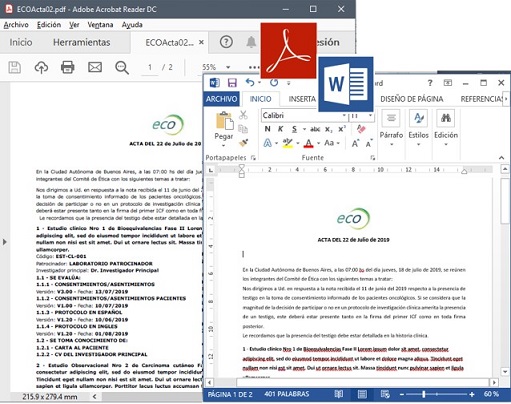 ECOActa02.pdf - Adobe Acrobat Reader DC
Archivo Edición Ver Ventana Ayuda
Inicio Herramientas ECOActa02... × sesión
1 / 2 55%
eco
ACTA DEL 22 de Julio de 20
En la Ciudad Autónoma de Buenos Aires, a las 07:00 hs del día
integrantes del Comité de Ética con los siguientes temas a tratar:
Nos dirigimos a Ud. en respuesta a la nota recibida el 11 de junio del
la toma de consentimiento informado de los pacientes oncológicos.
decisión de participar o no en un protocolo de investigación clínica
deberá estar presente tanto en la firma del primer ICF como en toda
Le recordamos que la presencia del testigo debe estar detallada en la
1 - Estudio clínico Nro 1 de Bioequivalencias Fase II Lorem
adipiscing elit, sed do eiusmod tempor incididunt ut labore et
nullam non nisi est sit amet. Dui ut ornare lectus sit. Massa
ullamcorper.
Código: EST-CL-001
Patrocinador: LABORATORIO PATROCINADOR
Investigador principal: Dr. Investigador Principal
1.1 - SE EVALÚA:
1.1.1 - CONSENTIMIENTOS/ASENTIMIENTOS
Versión: V3.00 - Fecha: 13/07/2019
1.1.2 - CONSENTIMIENTOS/ASENTIMIENTOS PACIENTES
Versión: V1.00 - Fecha: 10/07/2019
1.1.3 - PROTOCOLO EN ESPAÑOL
Versión: V1.20 - Fecha: 10/06/2019
1.1.4 - PROTOCOLO EN INGLES
Versión: V1.00 - Fecha: 01/08/2019
1.2 - SE TOMA CONOCIMIENTO DE:
1.2.1 - CARTA AL PACIENTE
1.2.2 - CV DEL INVESTIGADOR PRINCIPAL
2 - Estudio Observacional Nro 2 de Carcinoma cutáneo
consectetur adipiscing elit, sed do eiusmod tempor incididunt
Tincidunt eget nullam non nisi est sit amet. Dui ut ornare lectus
sapien et ligula ullamcorper. Porttitor lacus luctus accumsan
215.9 x 279.4 mm
W
ARCHIVO INICIO INSERTA DISEÑO DE PÁGINA REFERENCIAS
Calibri 11
Pegar N K S abc x₂ x² Párrafo Estilos Edición
Portapapeles Fuente
eco
ACTA DEL 22 de Julio de 2019
En la Ciudad Autónoma de Buenos Aires, a las 07.00 hs del jueves, 18 de julio de 2019, se reúnen
los integrantes del Comité de Ética con los siguientes temas a tratar:
Nos dirigimos a Ud. en respuesta a la nota recibida el 31 de junio del 2019 respecto a la presencia de
testigo en la toma de consentimiento informado de los pacientes oncológicos. Si se considera que la
magnitud de la decisión de participar o no en un protocolo de investigación clínica amerita la presencia
de un testigo, este deberá estar presente tanto en la firma del primer ICF como en toda firma
posterior.
Le recordamos que la presencia del testigo debe estar detallada en la historia clínica
1 - Estudio clínico Nro 1 de Bioequivalencias Fase II Lorem ipsum dolor sit amet, consectetur
adipiscing elit, sed do eiusmod tempor incididunt ut labore et dolore magna aliqua. Tincidunt eget
nullam non nisi est sit amet. Dui ut ornare lectus sit. Massa tincidunt nunc pulvinar sapien et ligula
PÁGINA 1 DE 2 401 PALABRAS 60 %